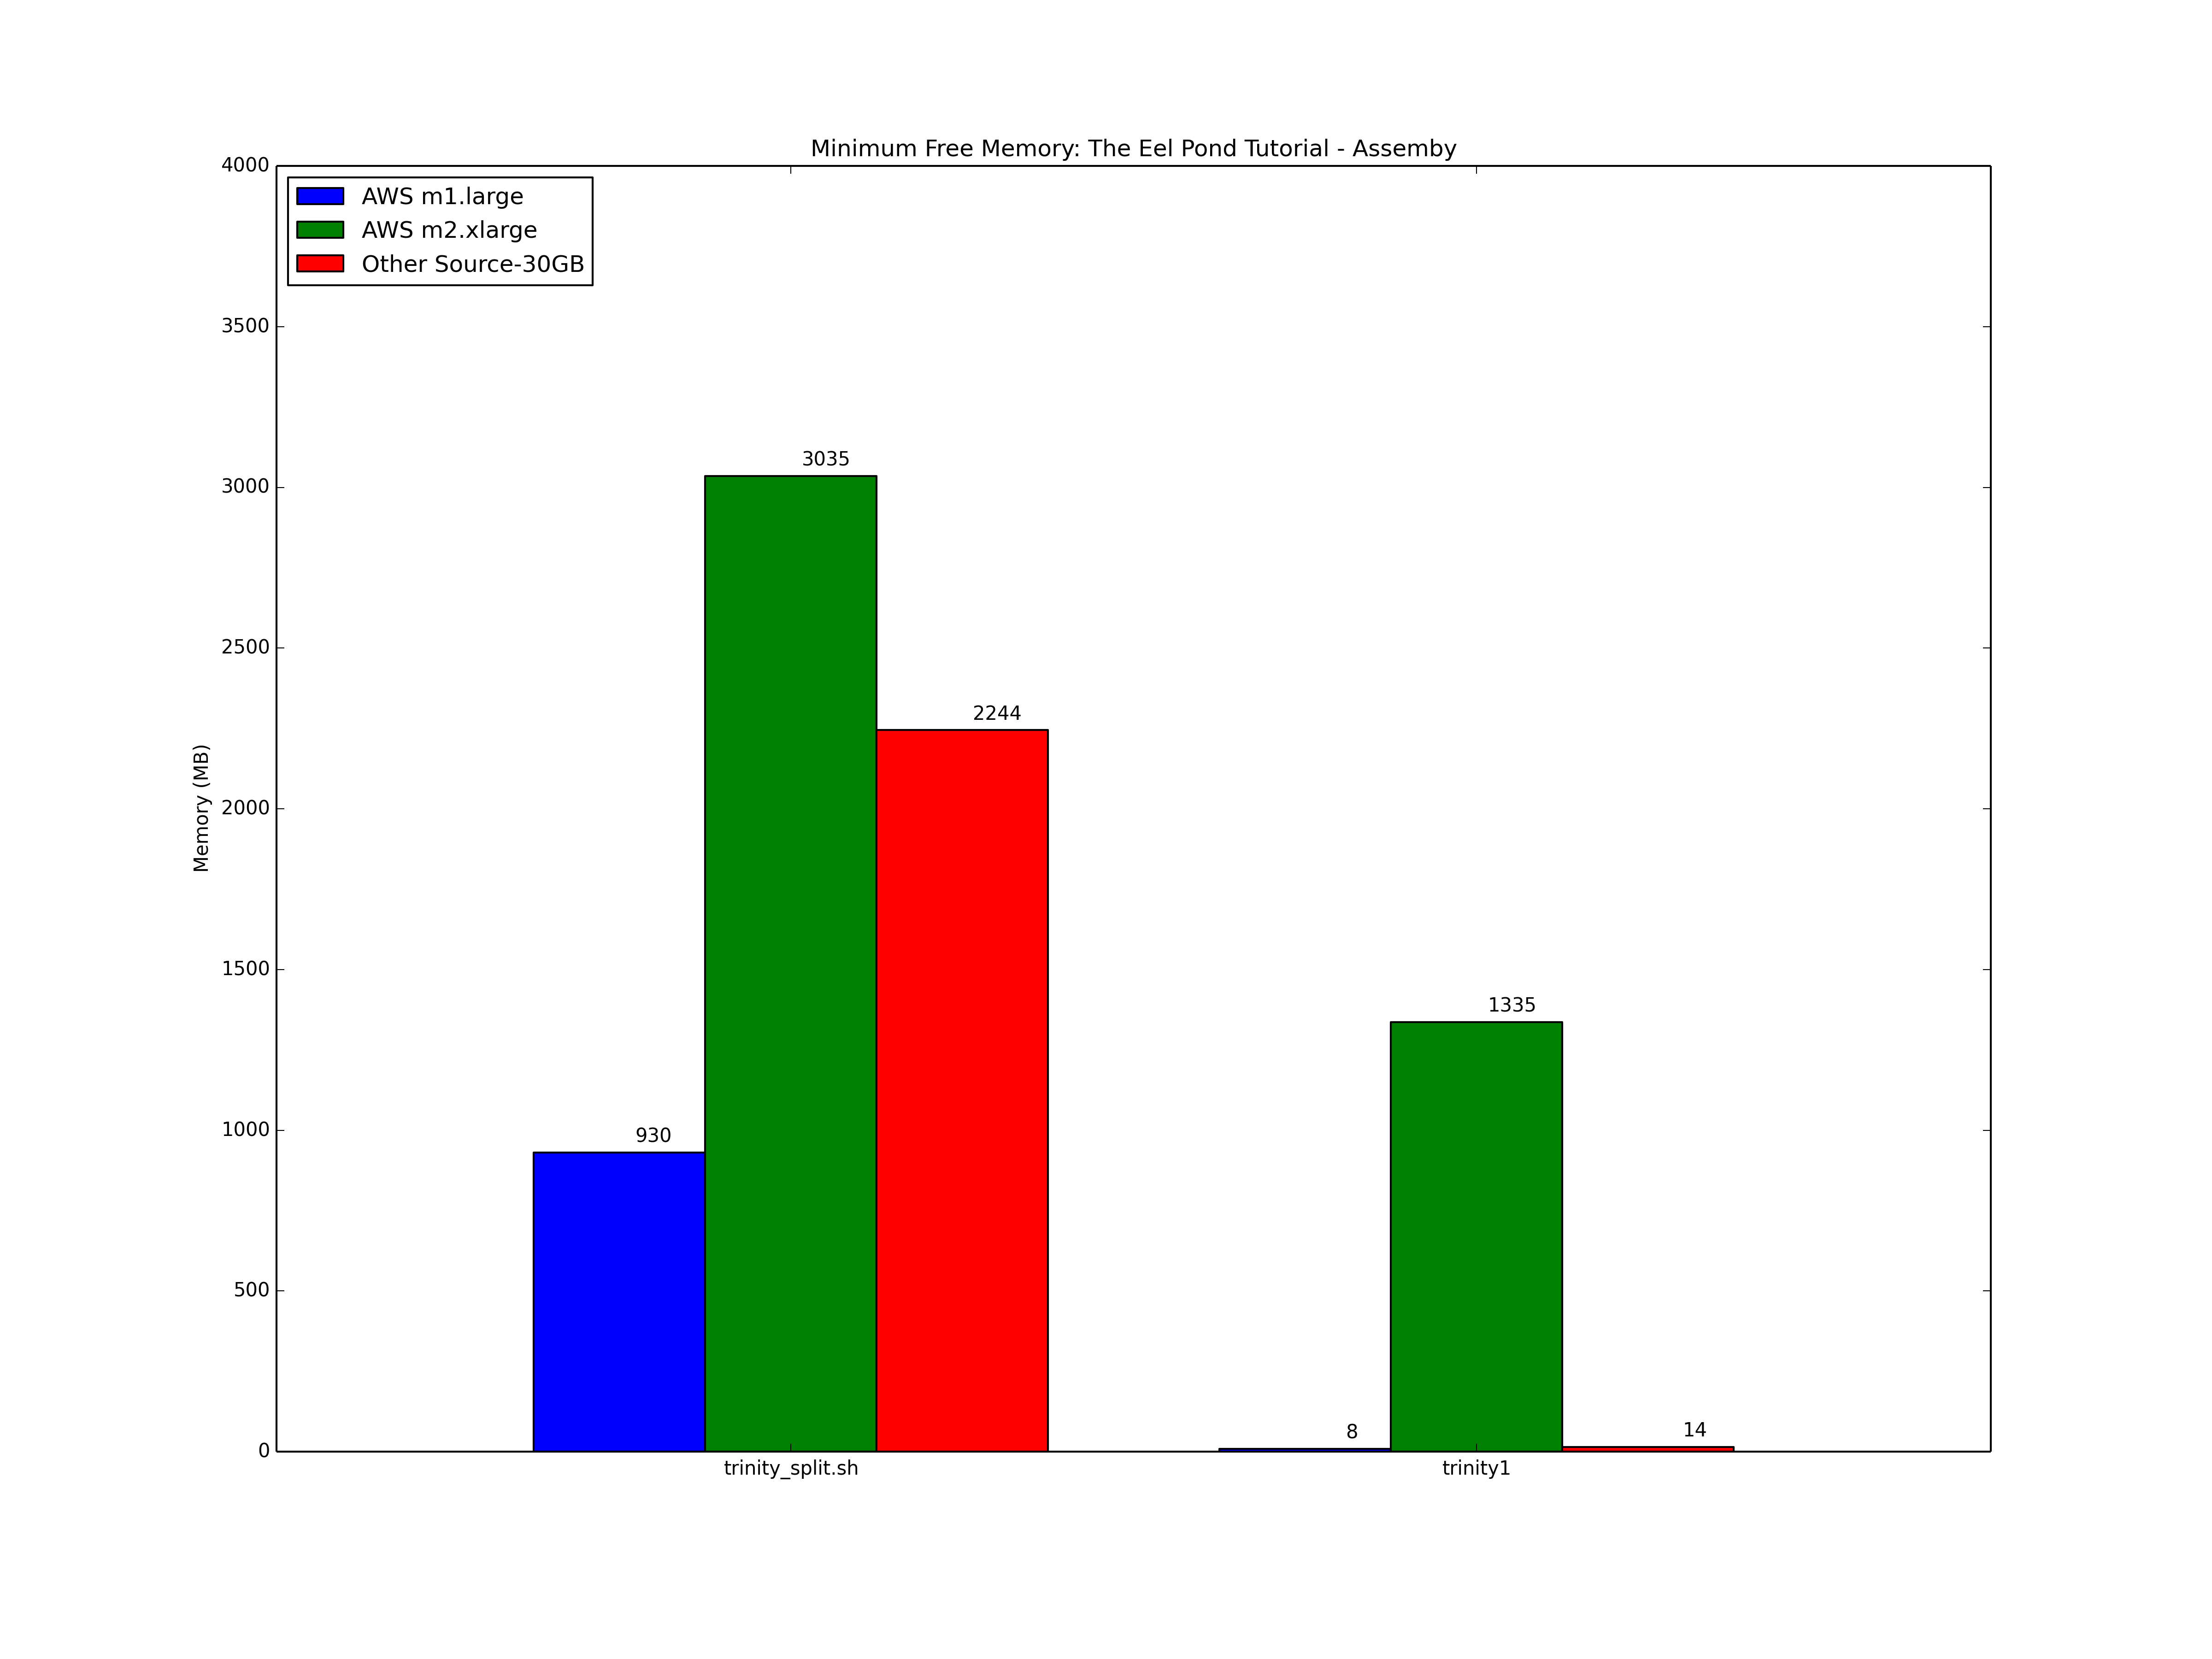 Minimum Free Memory: The Eel Pond Tutorial - Assemby
4000
3500
3000
2500
2000
1500
1000
500
0
Memory (MB)
AWS m1.large
AWS m2.xlarge
Other Source-30GB
930
3035
2244
8
1335
14
trinity_split.sh
trinity1